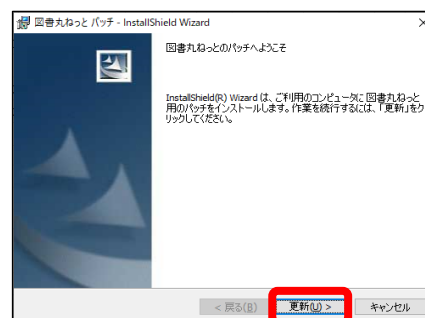 図書丸ねっと パッチ - InstallShield Wizard
図書丸ねっとのパッチへようこそ
InstallShield(R) Wizard は、ご利用のコンピュータに 図書丸ねっと
用のパッチをインストールします。作業を続行するには、「更新」をク
リックしてください。
< 戻る(B) 更新(U) > キャンセル